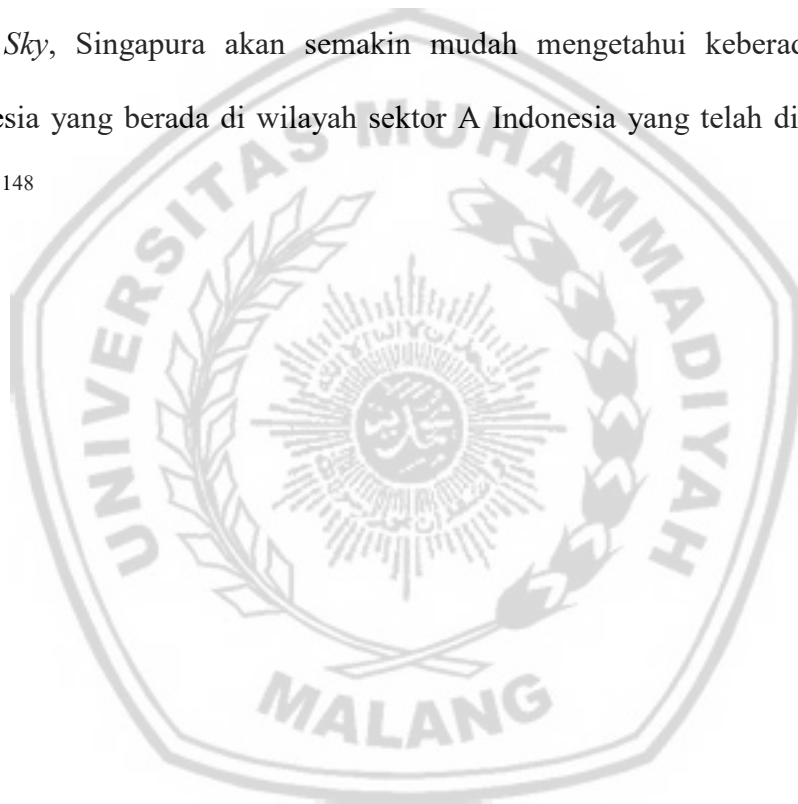 Sky, Singapura akan semakin mudah mengetahui keberad
esia yang berada di wilayah sektor A Indonesia yang telah di
148
UNIVERSITAS MUHAMMADIYAH
MALANG